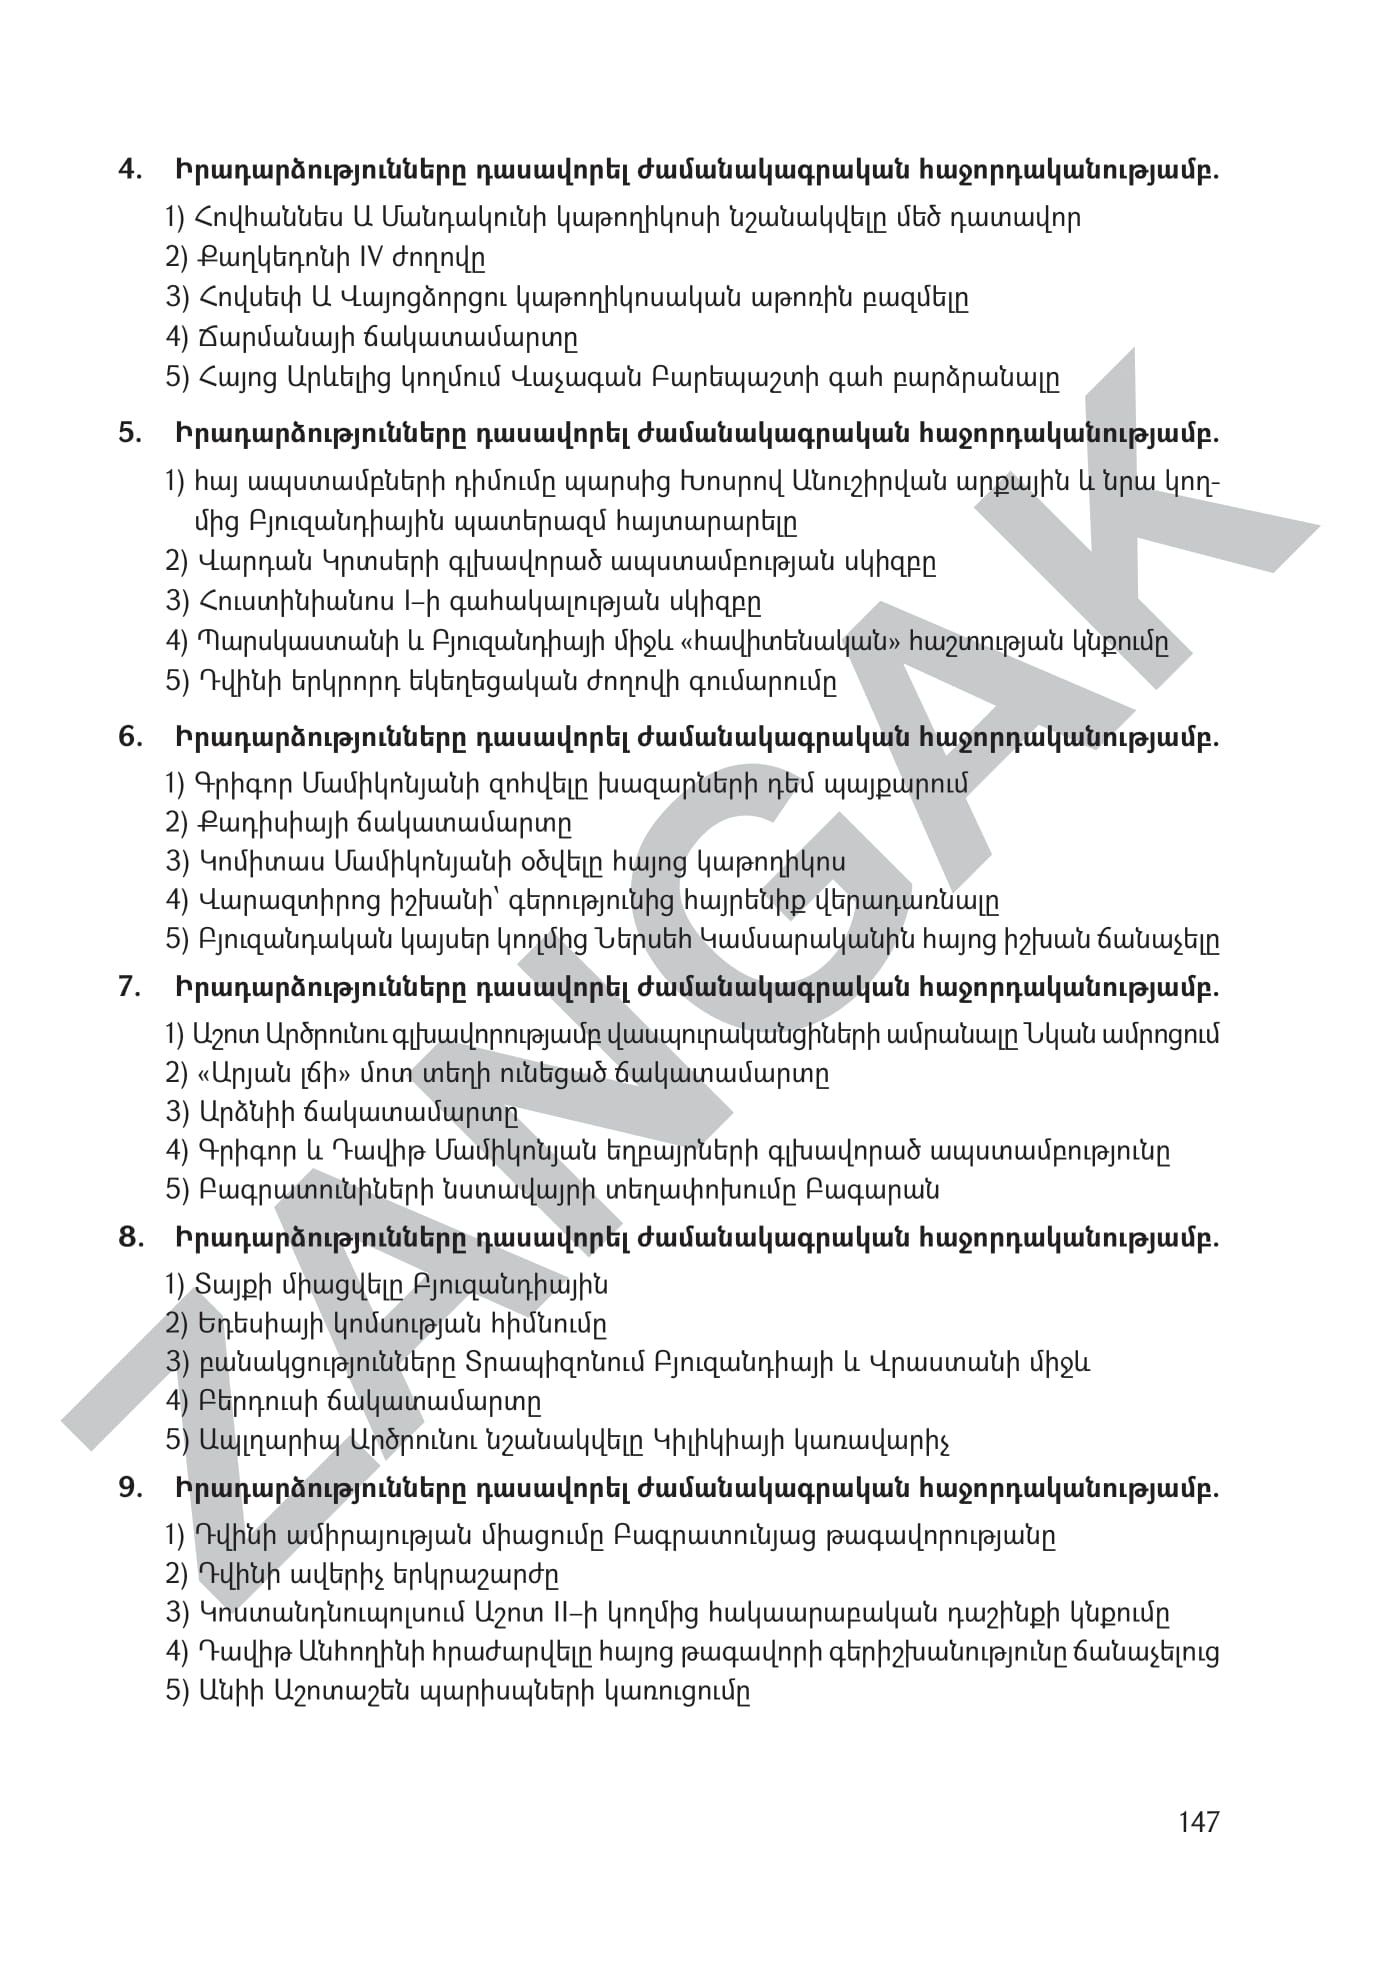 4. Իրադարձությունները դասավորել ժամանակագրական հաջորդականությամբ.
1) Հովհաննես Ա Մանդակունի կաթողիկոսի նշանակվելը մեծ դատավոր
2) Քաղկեդոնի IV ժողովը
3) Հովսեփ Ա Վայոցձորցու կաթողիկոսական աթոռին բազմելը
4) Ճարմանայի ճակատամարտը
5) Հայոց Արևելից կողմում Վաչագան Բարեպաշտի գահ բարձրանալը
5. Իրադարձությունները դասավորել ժամանակագրական հաջորդականությամբ.
1) հայ ապստամբների դիմումը պարսից Խոսրով Անուշիրվան արքային և նրա կող-
մից Բյուզանդիային պատերազմ հայտարարելը
2) Վարդան Կրտսերի գլխավորած ապստամբության սկիզբը
3) Հուստինիանոս I–ի գահակալության սկիզբը
4) Պարսկաստանի և Բյուզանդիայի միջև «հավիտենական» հաշտության կնքումը
5) Դվինի երկրորդ եկեղեցական ժողովի գումարումը
6. Իրադարձությունները դասավորել ժամանակագրական հաջորդականությամբ.
1) Գրիգոր Մամիկոնյանի զոհվելը խազարների դեմ պայքարում
2) Քադիսիայի ճակատամարտը
3) Կոմիտաս Մամիկոնյանի օծվելը հայոց կաթողիկոս
4) Վարազտիրոց իշխանի՝ գերությունից հայրենիք վերադառնալը
5) Բյուզանդական կայսեր կողմից Ներսեհ Կամսարականին հայոց իշխան ճանաչելը
7. Իրադարձությունները դասավորել ժամանակագրական հաջորդականությամբ.
1) Աշոտ Արծրունու գլխավորությամբ վասպուրականցիների ամրանալը Նկան ամրոցում
2) «Արյան լճի» մոտ տեղի ունեցած ճակատամարտը
3) Արձնիի ճակատամարտը
4) Գրիգոր և Դավիթ Մամիկոնյան եղբայրների գլխավորած ապստամբությունը
5) Բագրատունիների նստավայրի տեղափոխումը Բագարան
8. Իրադարձությունները դասավորել ժամանակագրական հաջորդականությամբ.
1) Տայքի միացվելը Բյուզանդիային
2) Եդեսիայի կոմսության հիմնումը
3) բանակցությունները Տրապիզոնում Բյուզանդիայի և Վրաստանի միջև
4) Բերդուսի ճակատամարտը
5) Ապլղարիպ Արծրունու նշանակվելը Կիլիկիայի կառավարիչ
9. Իրադարձությունները դասավորել ժամանակագրական հաջորդականությամբ.
1) Դվինի ամիրայության միացումը Բագրատունյաց թագավորությանը
2) Դվինի ավերիչ երկրաշարժը
3) Կոստանդնուպոլսում Աշոտ II–ի կողմից հակաարաբական դաշինքի կնքումը
4) Դավիթ Անհողինի հրաժարվելը հայոց թագավորի գերիշխանությունը ճանաչելուց
5) Անիի Աշոտաշեն պարիսպների կառուցումը
147
ZANGAK